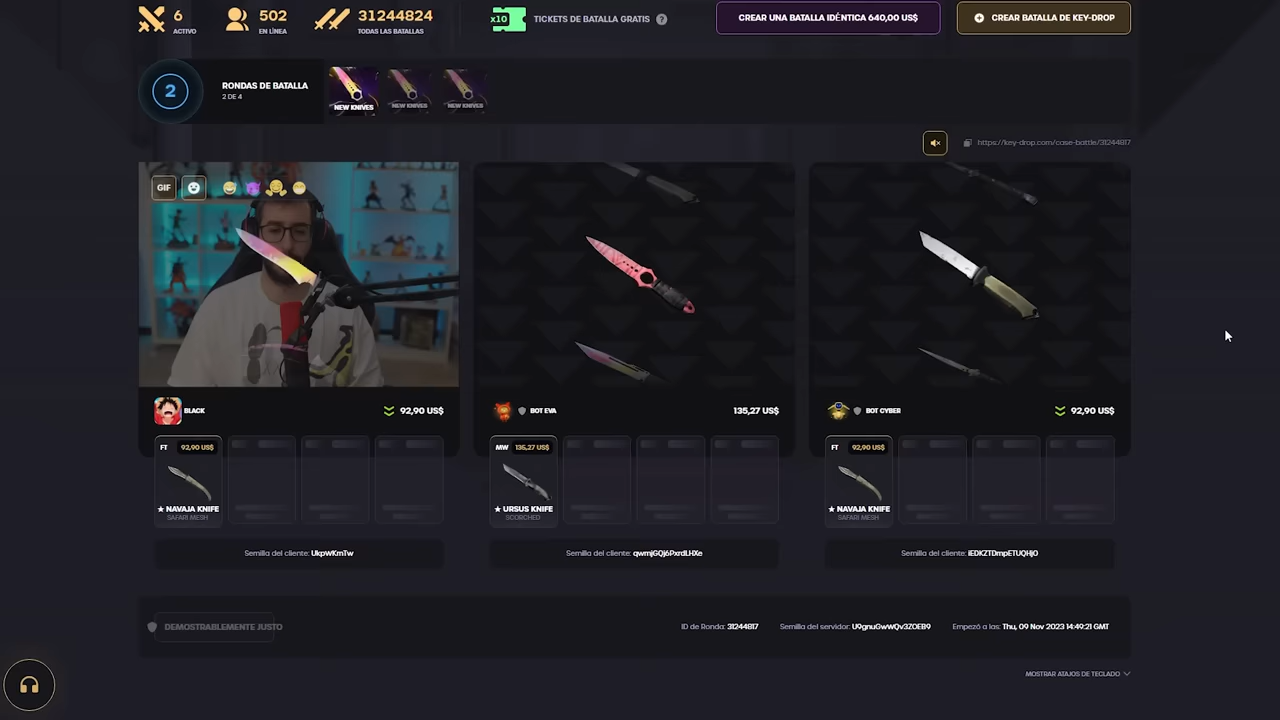 6
ACTIVO
502
EN LÍNEA
31244824
TODAS LAS BATALLAS
x10
TICKETS DE BATALLA GRATIS ?
CREAR UNA BATALLA IDÉNTICA 640,00 US$
CREAR BATALLA DE KEY-DROP
2
RONDAS DE BATALLA
2 DE 4
NEW KNIVES
NEW KNIVES
NEW KNIVES
https://key-drop.com/case-battle/31244817
GIF
BLACK
92,90 US$
BOT EVA
135,27 US$
BOT CYBER
92,90 US$
FT 92,90 US$
★ NAVAJA KNIFE
SAFARI MESH
MW 135,27 US$
★ URSUS KNIFE
SCORCHED
FT 92,90 US$
★ NAVAJA KNIFE
SAFARI MESH
Semilla del cliente: UkpWKmTw
Semilla del cliente: qwmjGQj6PxrdLHXe
Semilla del cliente: iEDKZTDmpETUQHjO
DEMOSTRABLEMENTE JUSTO
ID de Ronda: 31244817
Semilla del servidor: U9gnuGwWQv3ZOEB9
Empezó a las: Thu, 09 Nov 2023 14:49:21 GMT
MOSTRAR ATAJOS DE TECLADO